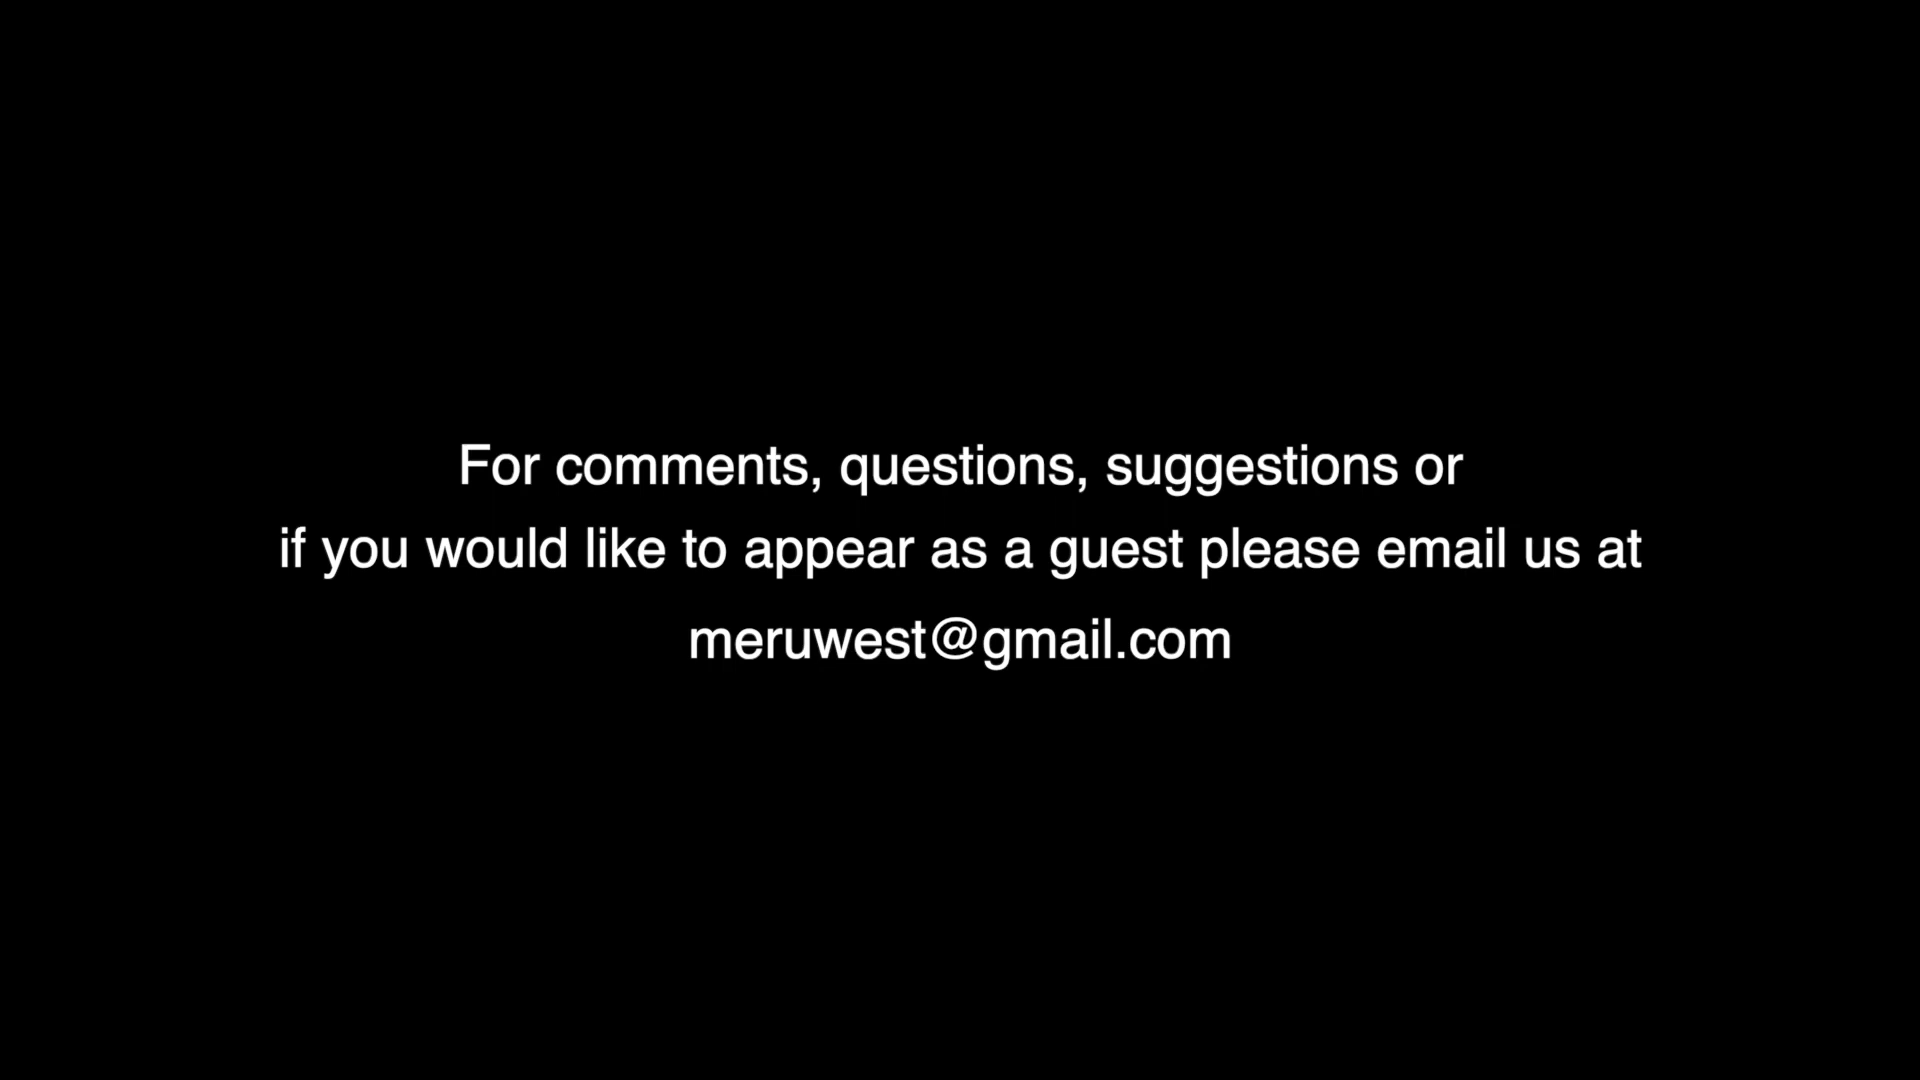 For comments, questions, suggestions or
if you would like to appear as a guest please email us at
meruwest@gmail.com